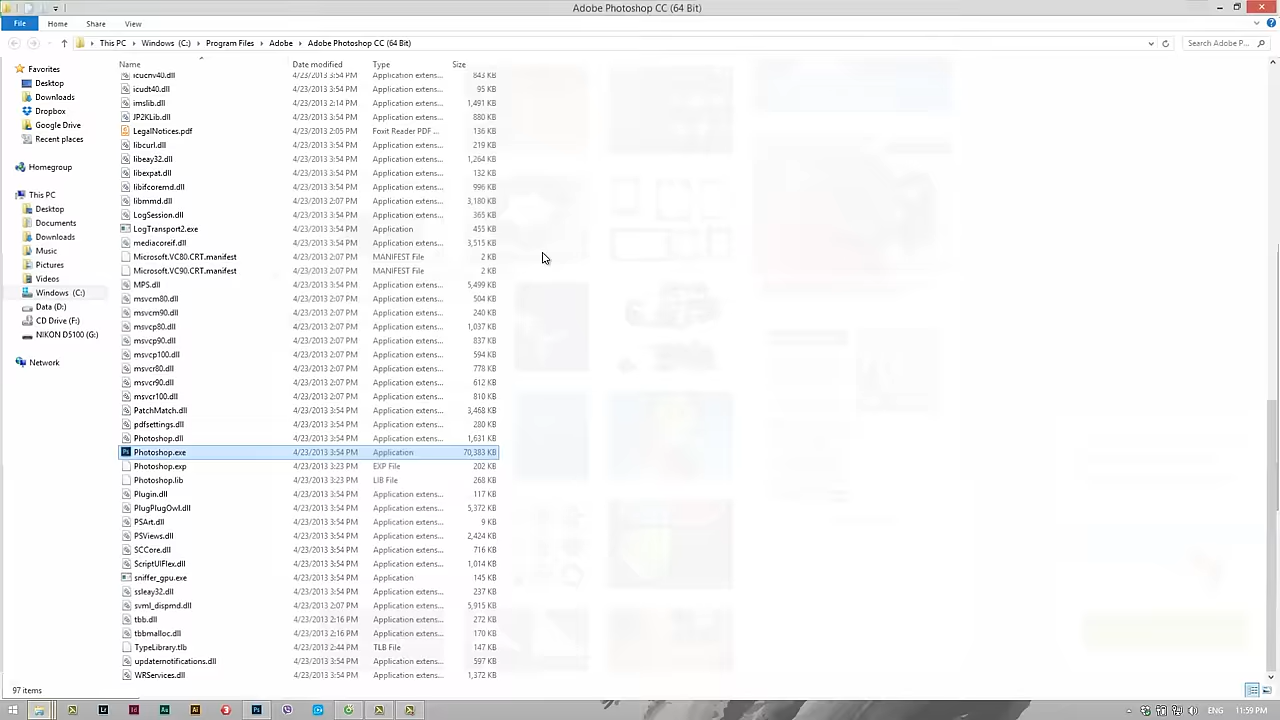 Adobe Photoshop CC (64 Bit)
File Home Share View
This PC Windows (C:) Program Files Adobe Adobe Photoshop CC (64 Bit) Search Adobe P...
Name Date modified Type Size
Favorites
Desktop
Downloads
Dropbox
Google Drive
Recent places
Homegroup
This PC
Desktop
Documents
Downloads
Music
Pictures
Videos
Windows (C:)
Data (D:)
CD Drive (F:)
NIKON D5100 (G:)
Network
icucnv40.dll 4/23/2013 3:54 PM Application extens... 843 KB
icudt40.dll 4/23/2013 3:54 PM Application extens... 95 KB
imslib.dll 4/23/2013 2:14 PM Application extens... 1,491 KB
JP2KLib.dll 4/23/2013 3:54 PM Application extens... 880 KB
LegalNotices.pdf 4/23/2013 2:05 PM Foxit Reader PDF ... 136 KB
libcurl.dll 4/23/2013 3:54 PM Application extens... 219 KB
libeay32.dll 4/23/2013 3:54 PM Application extens... 1,264 KB
libexpat.dll 4/23/2013 3:54 PM Application extens... 132 KB
libifcoremd.dll 4/23/2013 3:54 PM Application extens... 996 KB
libmmd.dll 4/23/2013 2:07 PM Application extens... 3,180 KB
LogSession.dll 4/23/2013 3:54 PM Application extens... 365 KB
LogTransport2.exe 4/23/2013 3:54 PM Application 455 KB
mediacoreif.dll 4/23/2013 3:54 PM Application extens... 3,515 KB
Microsoft.VC80.CRT.manifest 4/23/2013 2:07 PM MANIFEST File 2 KB
Microsoft.VC90.CRT.manifest 4/23/2013 2:07 PM MANIFEST File 2 KB
MPS.dll 4/23/2013 3:54 PM Application extens... 5,499 KB
msvcm80.dll 4/23/2013 2:07 PM Application extens... 504 KB
msvcm90.dll 4/23/2013 2:07 PM Application extens... 240 KB
msvcp80.dll 4/23/2013 2:07 PM Application extens... 1,037 KB
msvcp90.dll 4/23/2013 2:07 PM Application extens... 837 KB
msvcp100.dll 4/23/2013 2:07 PM Application extens... 594 KB
msvcr80.dll 4/23/2013 2:07 PM Application extens... 778 KB
msvcr90.dll 4/23/2013 2:07 PM Application extens... 612 KB
msvcr100.dll 4/23/2013 2:07 PM Application extens... 810 KB
PatchMatch.dll 4/23/2013 3:54 PM Application extens... 3,468 KB
pdfsettings.dll 4/23/2013 3:54 PM Application extens... 280 KB
Photoshop.dll 4/23/2013 3:54 PM Application extens... 1,631 KB
Photoshop.exe 4/23/2013 3:54 PM Application 70,383 KB
Photoshop.exp 4/23/2013 3:23 PM EXP File 202 KB
Photoshop.lib 4/23/2013 3:23 PM LIB File 268 KB
Plugin.dll 4/23/2013 3:54 PM Application extens... 117 KB
PlugPlugOwl.dll 4/23/2013 3:54 PM Application extens... 5,372 KB
PSArt.dll 4/23/2013 3:54 PM Application extens... 9 KB
PSViews.dll 4/23/2013 3:54 PM Application extens... 2,424 KB
SCCore.dll 4/23/2013 3:54 PM Application extens... 716 KB
ScriptUIFlex.dll 4/23/2013 3:54 PM Application extens... 1,014 KB
sniffer_gpu.exe 4/23/2013 3:54 PM Application 145 KB
ssleay32.dll 4/23/2013 3:54 PM Application extens... 237 KB
svml_dispmd.dll 4/23/2013 2:07 PM Application extens... 5,915 KB
tbb.dll 4/23/2013 2:16 PM Application extens... 272 KB
tbbmalloc.dll 4/23/2013 2:16 PM Application extens... 170 KB
TypeLibrary.tlb 4/23/2013 2:44 PM TLB File 147 KB
updaternotifications.dll 4/23/2013 3:54 PM Application extens... 597 KB
WRServices.dll 4/23/2013 3:54 PM Application extens... 1,372 KB
97 items
Lr Id Au Ai Ps ENG 11:59 PM